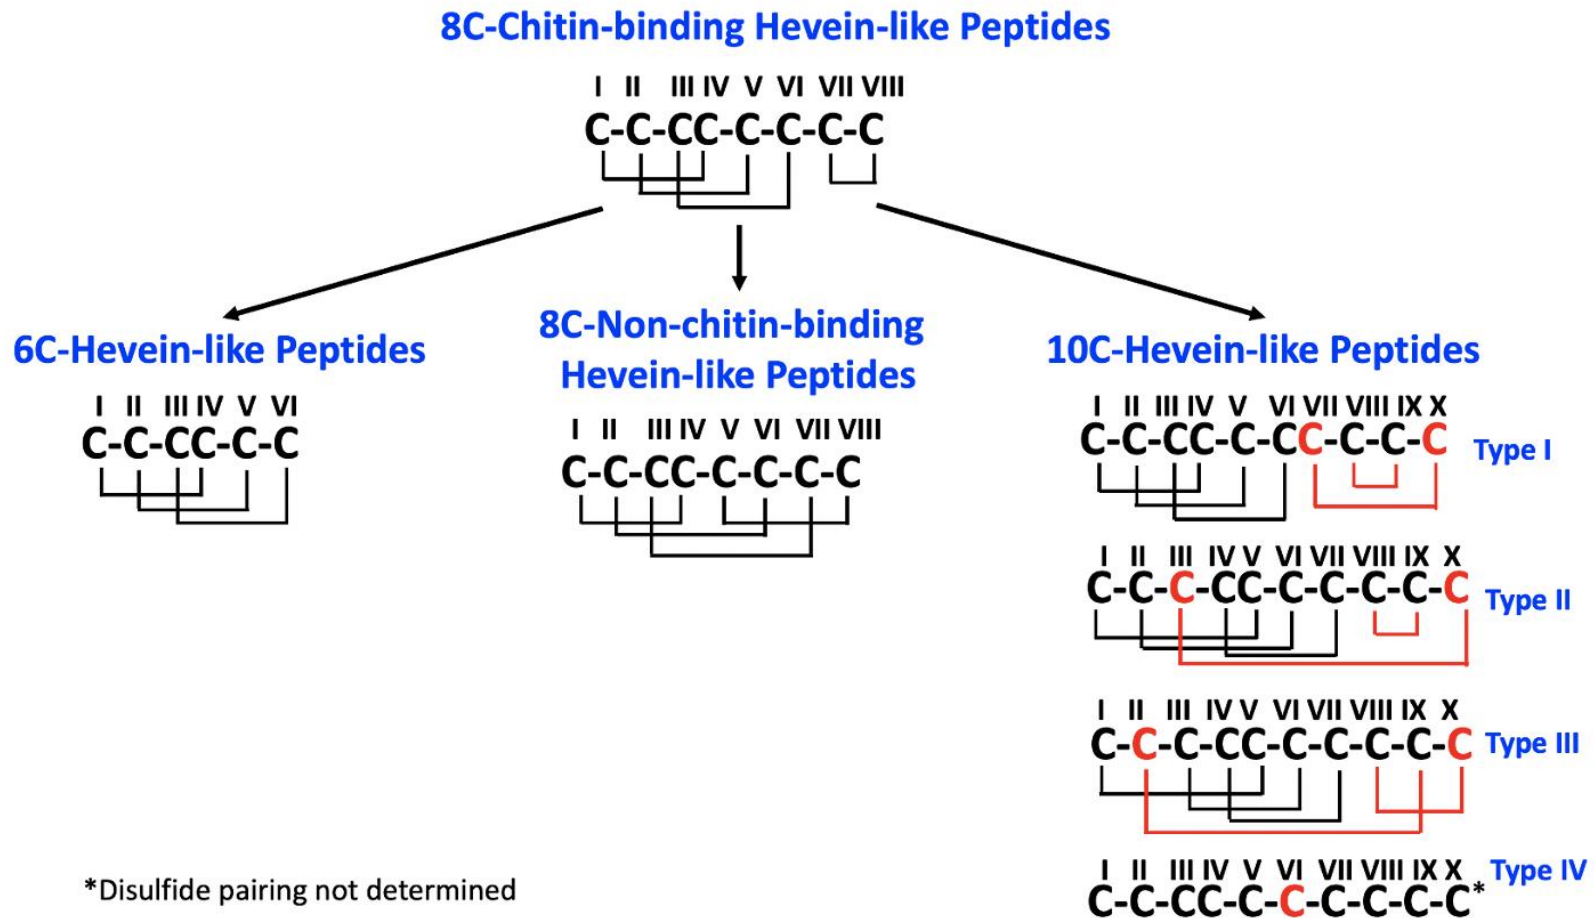 8C-Chitin-binding Hevein-like Peptides
I II III IV V VI VII VIII
C-C-CC-C-C-C-C
6C-Hevein-like Peptides
I II III IV V VI
C-C-CC-C-C
8C-Non-chitin-binding
Hevein-like Peptides
I II III IV V VI VII VIII
C-C-CC-C-C-C-C
10C-Hevein-like Peptides
I II III IV V VI VII VIII IX X
C-C-CC-C-CC-C-C-C Type I
I II III IV V VI VII VIII IX X
C-C-C-CC-C-C-C-C-C Type II
I II III IV V VI VII VIII IX X
C-C-C-CC-C-C-C-C-C Type III
I II III IV V VI VII VIII IX X Type IV
C-C-CC-C-C-C-C-C-C*
*Disulfide pairing not determined